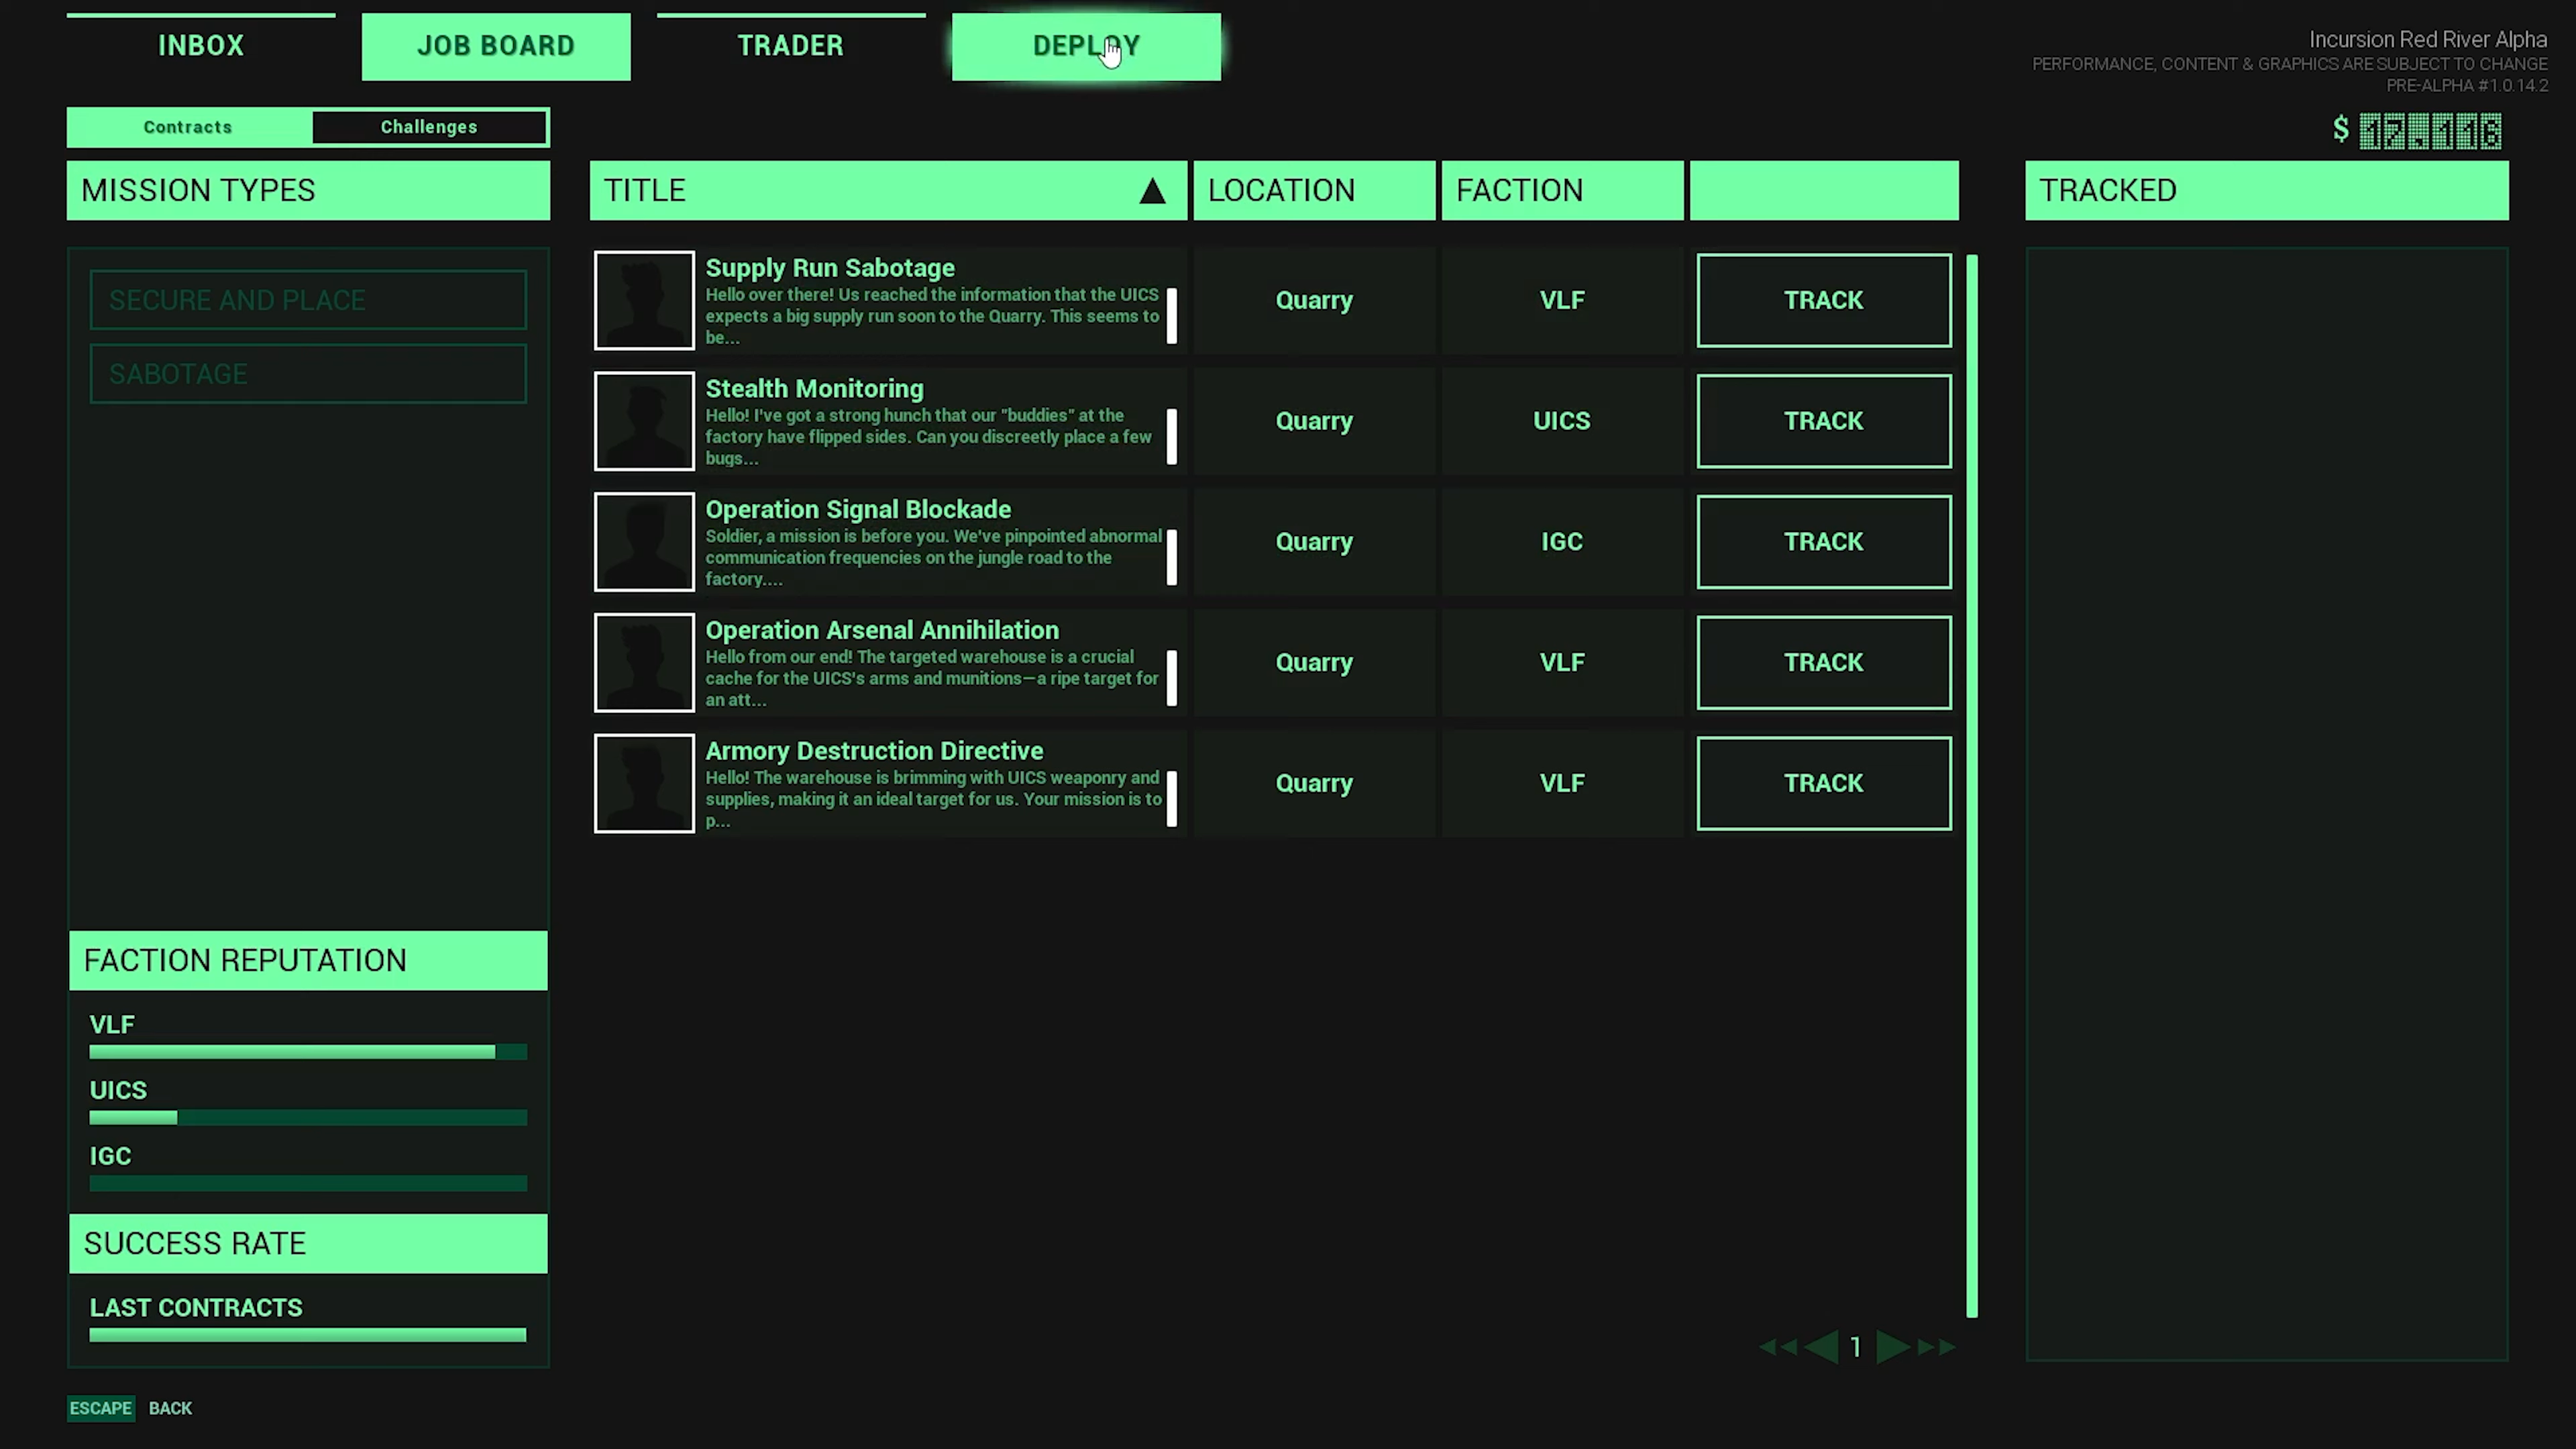 INBOX
JOB BOARD
TRADER
DEPLOY
Incursion Red River Alpha
PERFORMANCE, CONTENT & GRAPHICS ARE SUBJECT TO CHANGE
PRE-ALPHA #1.0.14.2
Contracts
Challenges
$ 17.116
MISSION TYPES
TITLE
LOCATION
FACTION
TRACKED
SECURE AND PLACE
SABOTAGE
Supply Run Sabotage
Hello over there! Us reached the information that the UICS
expects a big supply run soon to the Quarry. This seems to
be...
Quarry
VLF
TRACK
Stealth Monitoring
Hello! I've got a strong hunch that our "buddies" at the
factory have flipped sides. Can you discreetly place a few
bugs...
Quarry
UICS
TRACK
Operation Signal Blockade
Soldier, a mission is before you. We've pinpointed abnormal
communication frequencies on the jungle road to the
factory....
Quarry
IGC
TRACK
Operation Arsenal Annihilation
Hello from our end! The targeted warehouse is a crucial
cache for the UICS's arms and munitions—a ripe target for
an att...
Quarry
VLF
TRACK
Armory Destruction Directive
Hello! The warehouse is brimming with UICS weaponry and
supplies, making it an ideal target for us. Your mission is to
p...
Quarry
VLF
TRACK
FACTION REPUTATION
VLF
UICS
IGC
SUCCESS RATE
LAST CONTRACTS
1
ESCAPE BACK